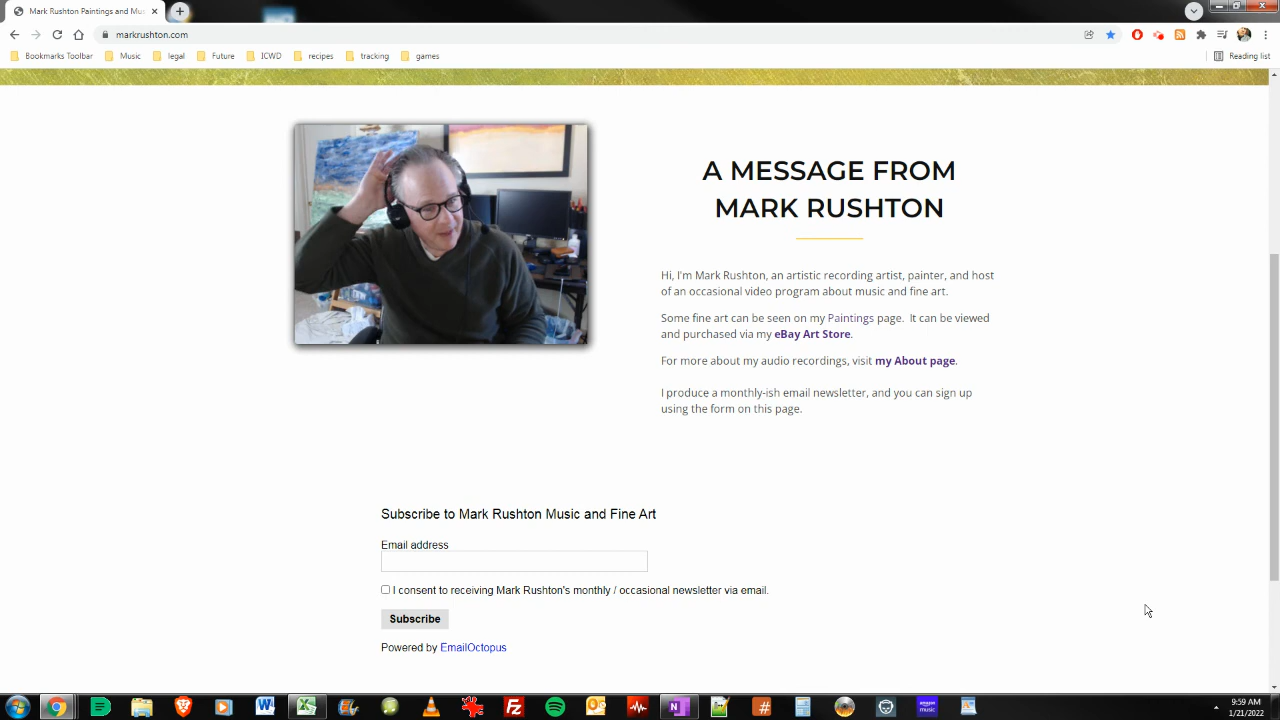 Mark Rushton Paintings and Mus
markrushton.com
Bookmarks Toolbar
Music
legal
Future
ICWD
recipes
tracking
games
Reading list
A MESSAGE FROM
MARK RUSHTON
Hi, I'm Mark Rushton, an artistic recording artist, painter, and host
of an occasional video program about music and fine art.
Some fine art can be seen on my Paintings page. It can be viewed
and purchased via my eBay Art Store.
For more about my audio recordings, visit my About page.
I produce a monthly-ish email newsletter, and you can sign up
using the form on this page.
Subscribe to Mark Rushton Music and Fine Art
Email address
I consent to receiving Mark Rushton's monthly / occasional newsletter via email.
Subscribe
Powered by EmailOctopus
amazon
music
9:59 AM
1/21/2022